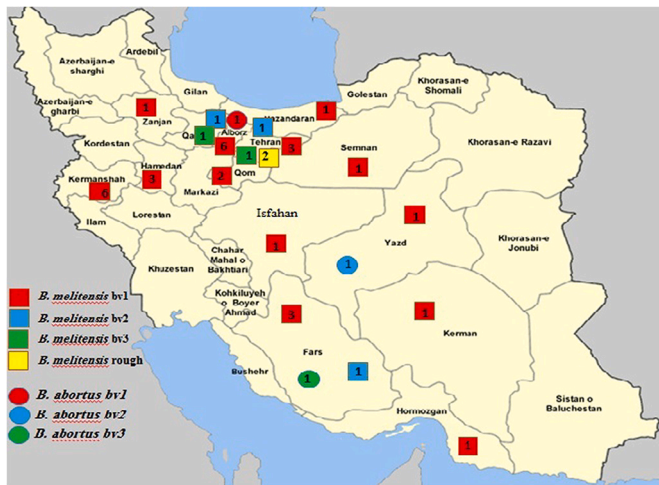 Ardebil
Azerbaijan-e
sharghi
Khorasan-e
Shomali
Gilan
Golestan
Azerbaijan-e
gharbi
1
Zanjan
1
1
1
Mazandaran
1
Qa
1
Alborz
Khorasan-e Razavi
Kordestan
6
Tehran
3
Semnan
1
2
1
Hamedan
3
2
Qom
Kermanshah
6
Markazi
Ilam
Lorestan
Isfahan
1
1
Yazd
Khorasan-e
Jonubi
Chahar
Mahal o
Bakhtiari
Khuzestan
1
Kohkiluyeh
o Boyer
Ahmad
3
1
Kerman
Fars
Bushehr
1
1
Sistan o
Baluchestan
Hormozgan
1
B. melitensis bv1
B. melitensis bv2
B. melitensis bv3
B. melitensis rough
B. abortus bv1
B. abortus bv2
B. abortus bv3